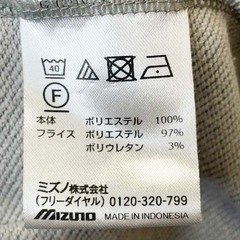 40
F
本体 ポリエステル 100%
フライス ポリエステル 97%
ポリウレタン 3%
ミズノ株式会社
(フリーダイヤル) 0120-320-799
MIZUNO MADE IN INDONESIA